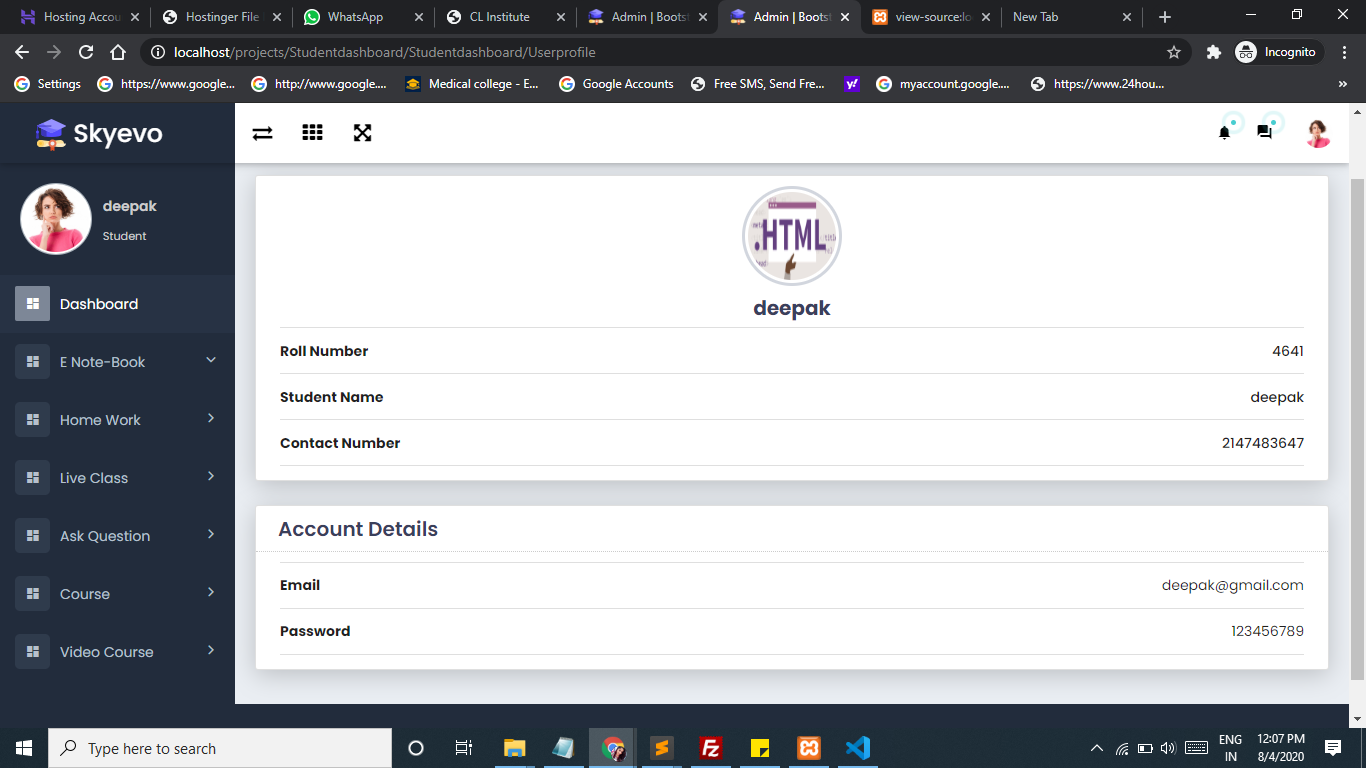 Hosting Accou
Hostinger File
WhatsApp
CL Institute
Admin | Bootst
Admin | Bootst
view-source:lo
New Tab
localhost/projects/Studentdashboard/Studentdashboard/Userprofile
Incognito
Settings
https://www.google...
http://www.google....
Medical college - E...
Google Accounts
Free SMS, Send Fre...
y!
myaccount.google....
https://www.24hou...
»
Skyevo
deepak
Student
Dashboard
E Note-Book
Home Work
Live Class
Ask Question
Course
Video Course
.HTML
deepak
Roll Number 4641
Student Name deepak
Contact Number 2147483647
Account Details
Email deepak@gmail.com
Password 123456789
Type here to search
ENG
IN
12:07 PM
8/4/2020